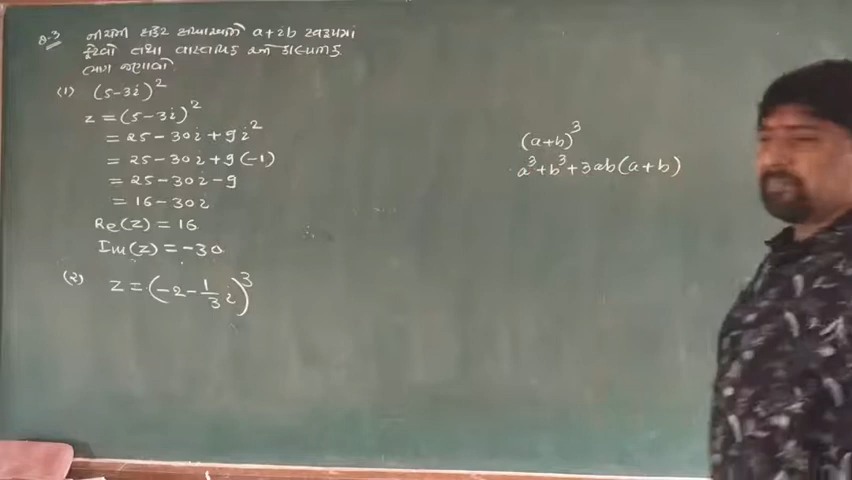 Q.3 નીચેની સંકર સંખ્યાઓને a+ib સ્વરૂપમાં
ફેરવો તથા વાસ્તવિક અને કાલ્પનિક
ભાગ જણાવો.
(1) (5-3i)²
z = (5-3i)²
= 25-30i+9i²
= 25-30i+9(-1)
= 25-30i-9
= 16-30i
Re(z) = 16
Im(z) = -30
(2) z = (-2-1/3 i)³
(a+b)³
a³+b³+3ab(a+b)